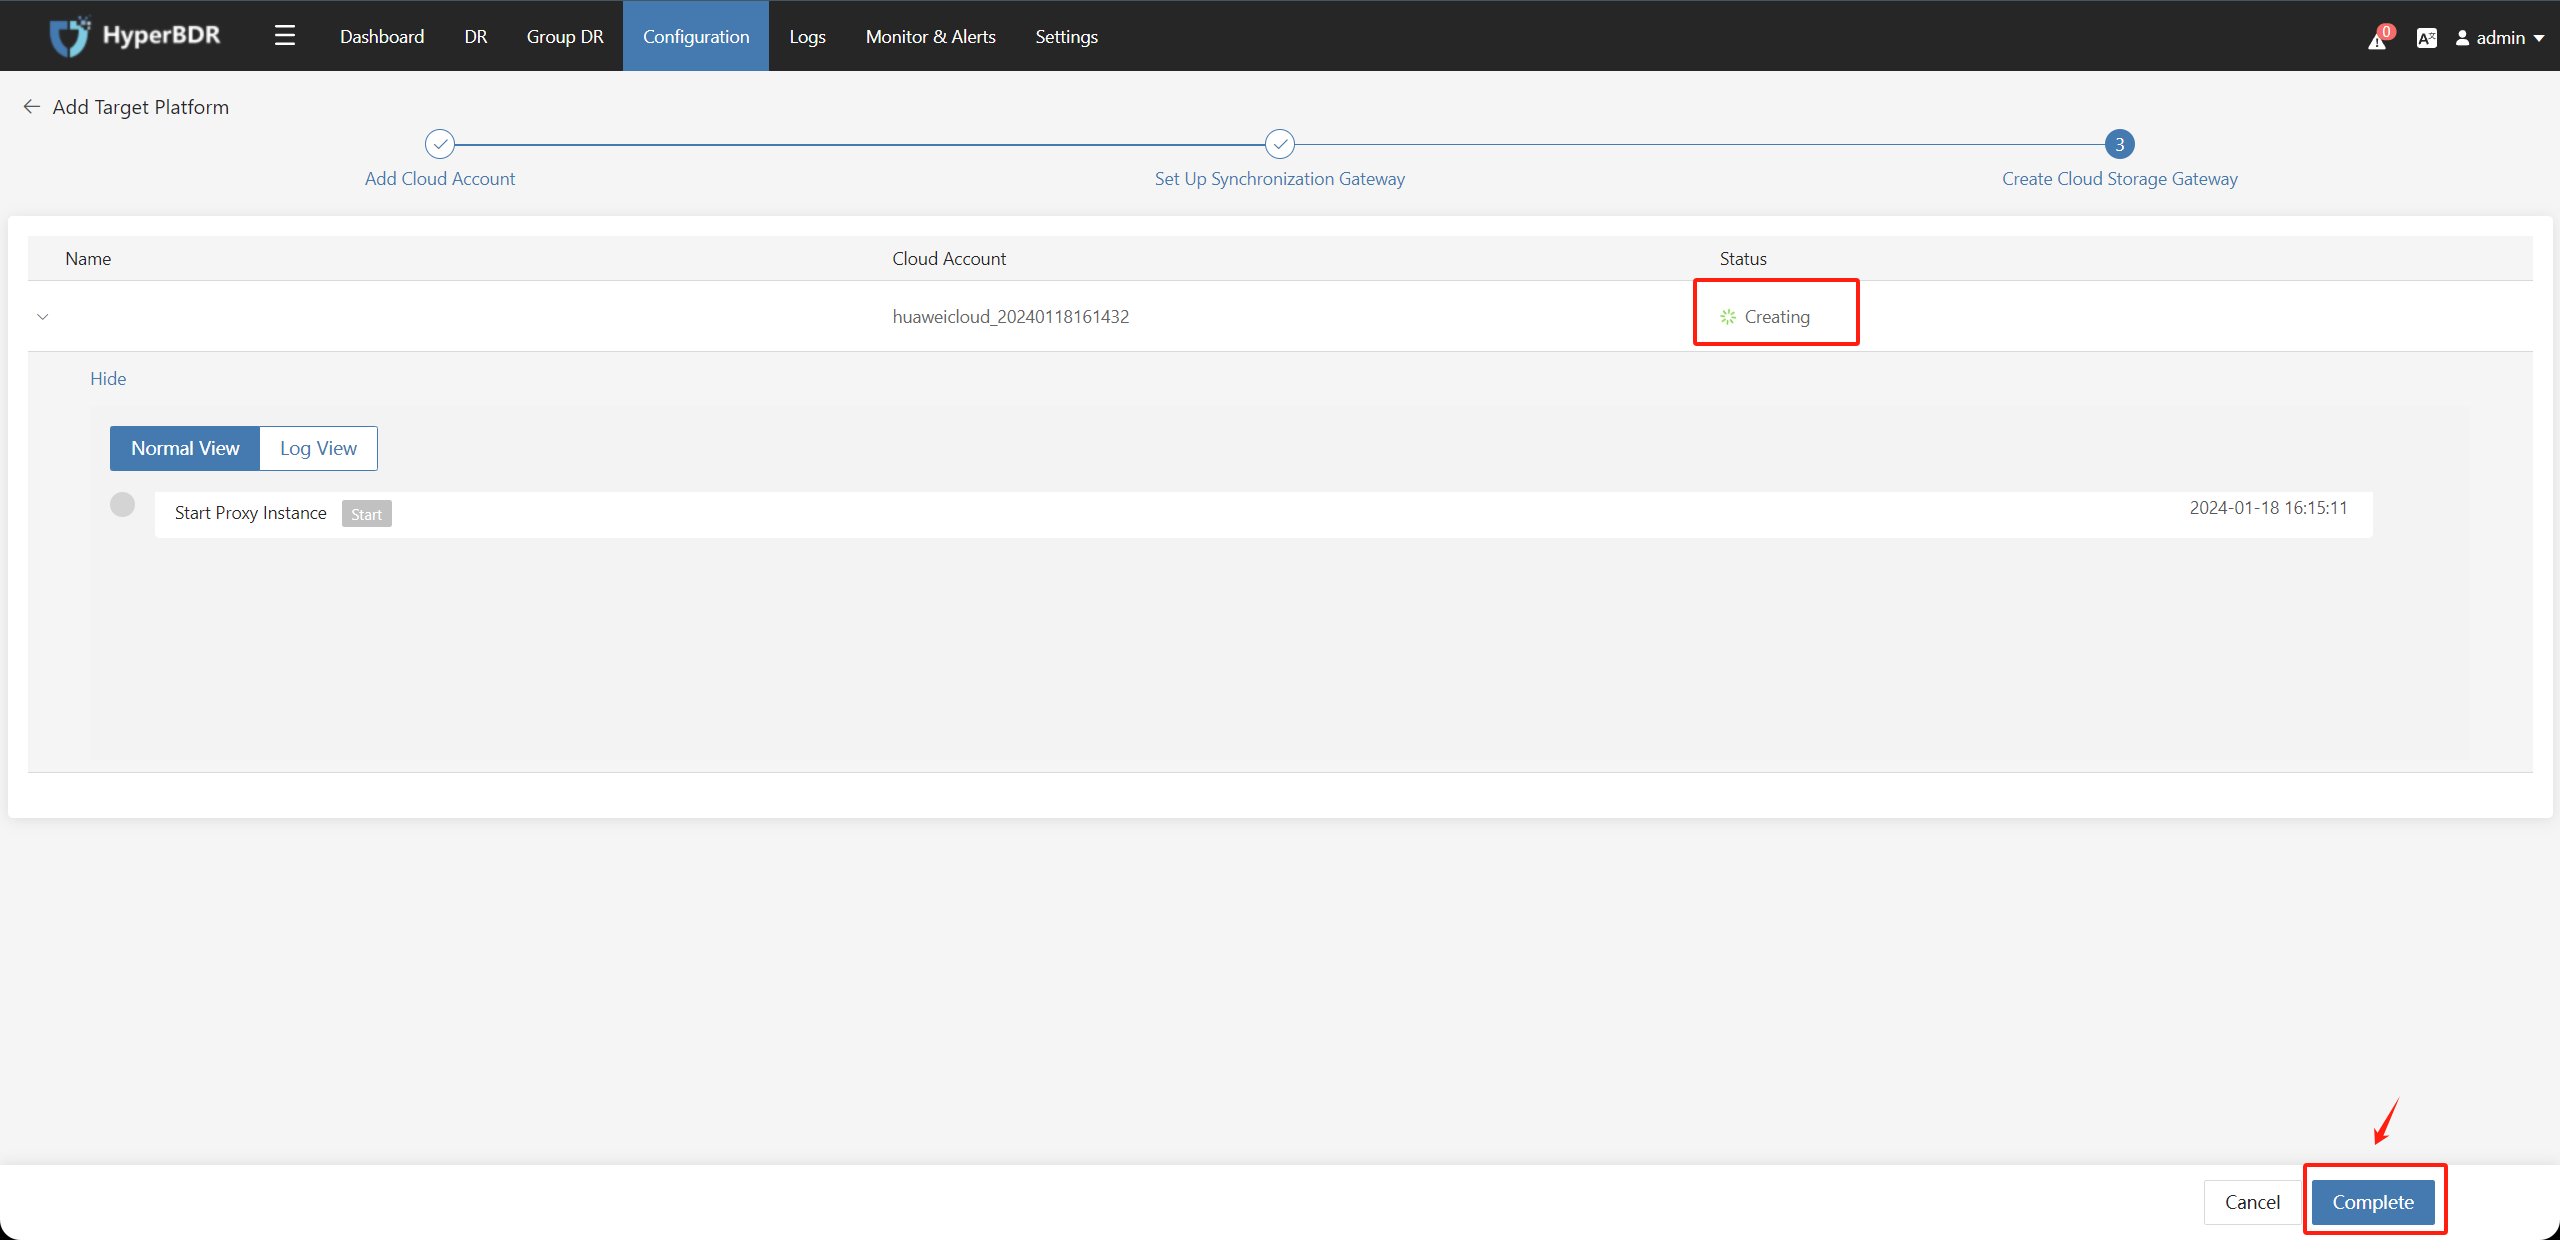 HyperBDR Dashboard DR Group DR Configuration Logs Monitor & Alerts Settings 0 admin
Add Target Platform
3
Add Cloud Account Set Up Synchronization Gateway Create Cloud Storage Gateway
Name Cloud Account Status
huaweicloud_20240118161432 Creating
Hide
Normal View Log View
Start Proxy Instance Start 2024-01-18 16:15:11
Cancel Complete